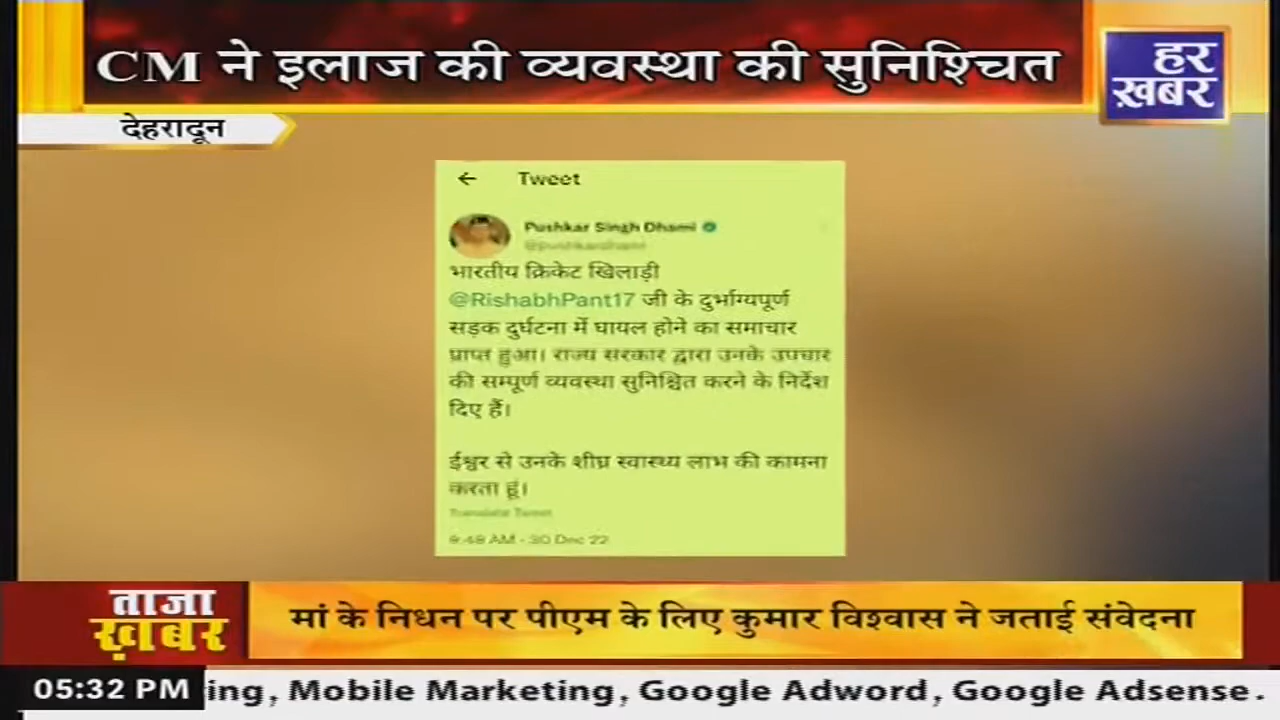 CM ने इलाज की व्यवस्था की सुनिश्चित
हर
ख़बर
देहरादून
← Tweet
Pushkar Singh Dhami
@pushkardhami
भारतीय क्रिकेट खिलाड़ी
@RishabhPant17 जी के दुर्भाग्यपूर्ण
सड़क दुर्घटना में घायल होने का समाचार
प्राप्त हुआ। राज्य सरकार द्वारा उनके उपचार
की सम्पूर्ण व्यवस्था सुनिश्चित करने के निर्देश
दिए हैं।
ईश्वर से उनके शीघ्र स्वास्थ्य लाभ की कामना
करता हूं।
Translate Tweet
9:48 AM - 30 Dec 22
ताजा
ख़बर
मां के निधन पर पीएम के लिए कुमार विश्वास ने जताई संवेदना
05:32 PM
ing, Mobile Marketing, Google Adword, Google Adsense.